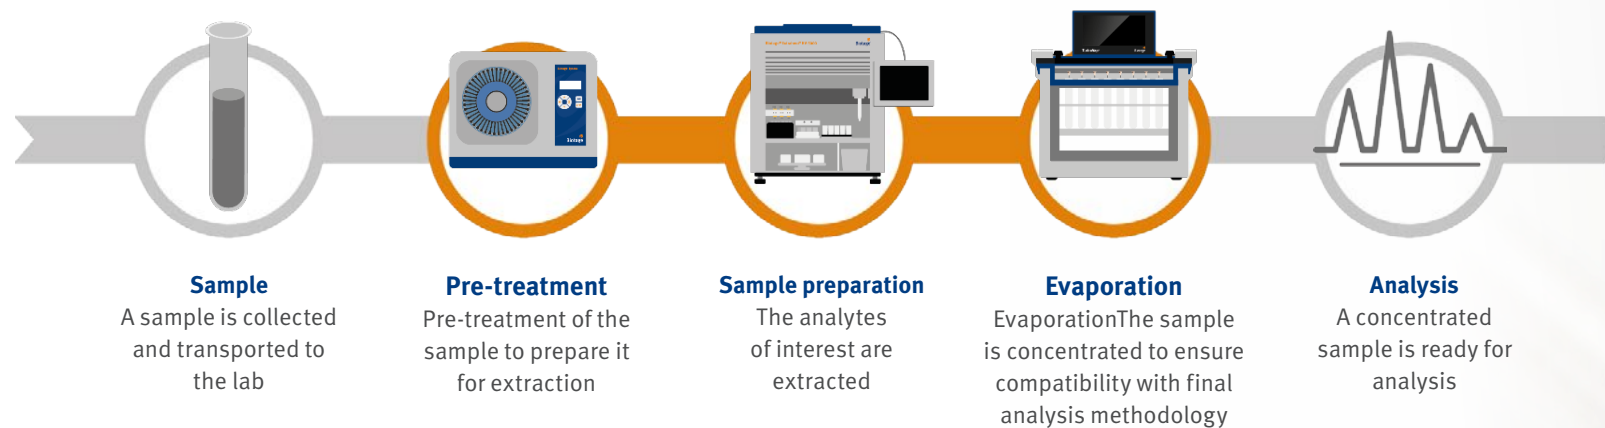 Biotage
Biotage
Sample
A sample is collected
and transported to
the lab
Pre-treatment
Pre-treatment of the
sample to prepare it
for extraction
Sample preparation
The analytes
of interest are
extracted
Evaporation
EvaporationThe sample
is concentrated to ensure
compatibility with final
analysis methodology
Analysis
A concentrated
sample is ready for
analysis